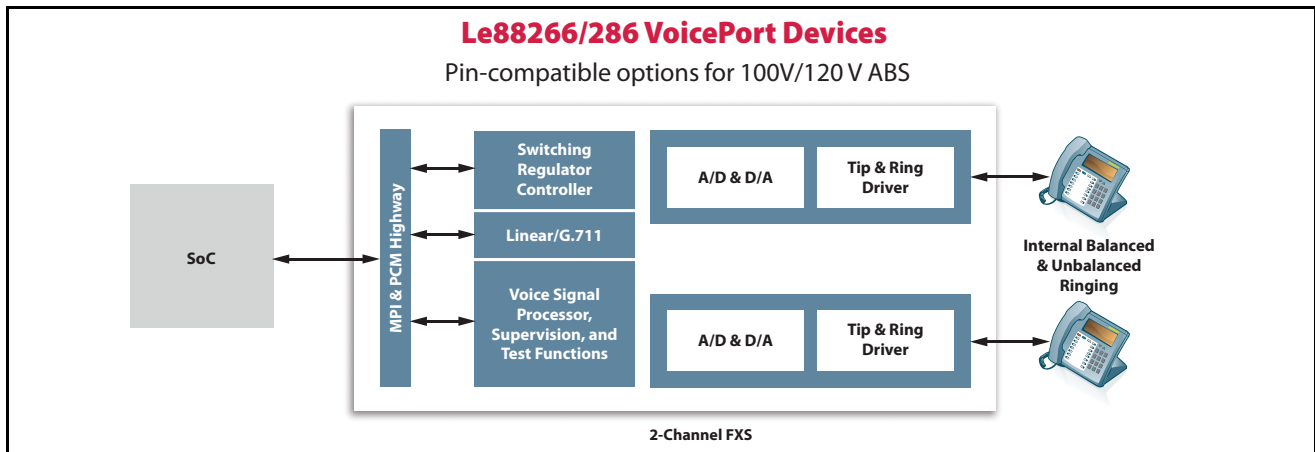 Le88266/286 VoicePort Devices
Pin-compatible options for 100V/120 V ABS
SoC
MPI & PCM Highway
Switching
Regulator
Controller
Linear/G.711
Voice Signal
Processor,
Supervision, and
Test Functions
A/D & D/A
Tip & Ring
Driver
A/D & D/A
Tip & Ring
Driver
Internal Balanced
& Unbalanced
Ringing
2-Channel FXS